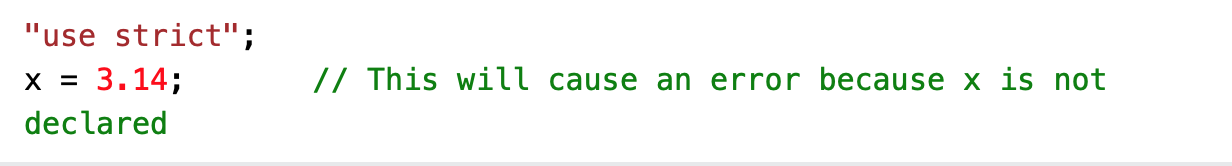 "use strict";
x = 3.14;       // This will cause an error because x is not
declared